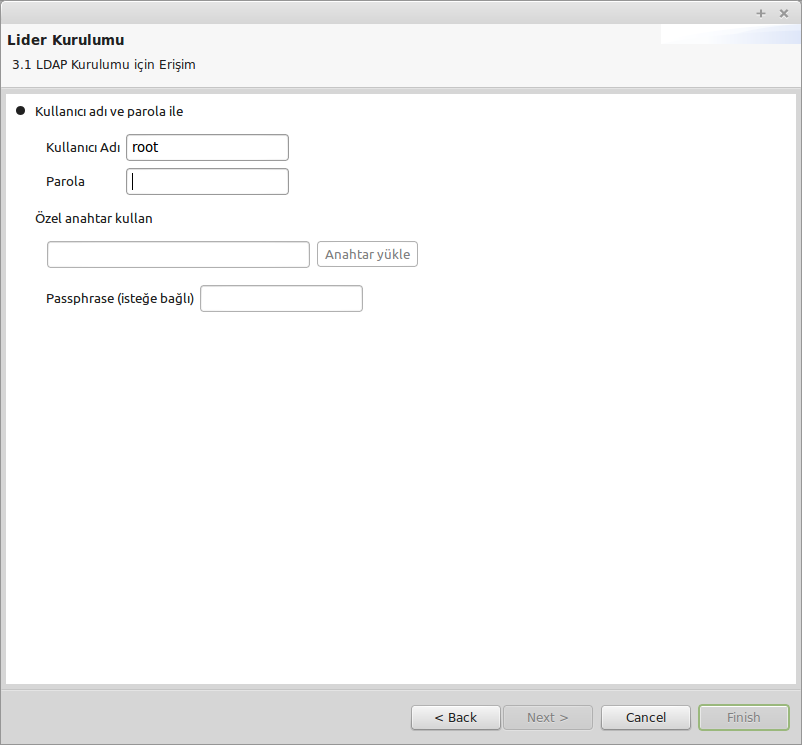 Lider Kurulumu
3.1 LDAP Kurulumu için Erişim
Kullanıcı adı ve parola ile
Kullanıcı Adı root
Parola
Özel anahtar kullan
Anahtar yükle
Passphrase (isteğe bağlı)
< Back Next > Cancel Finish